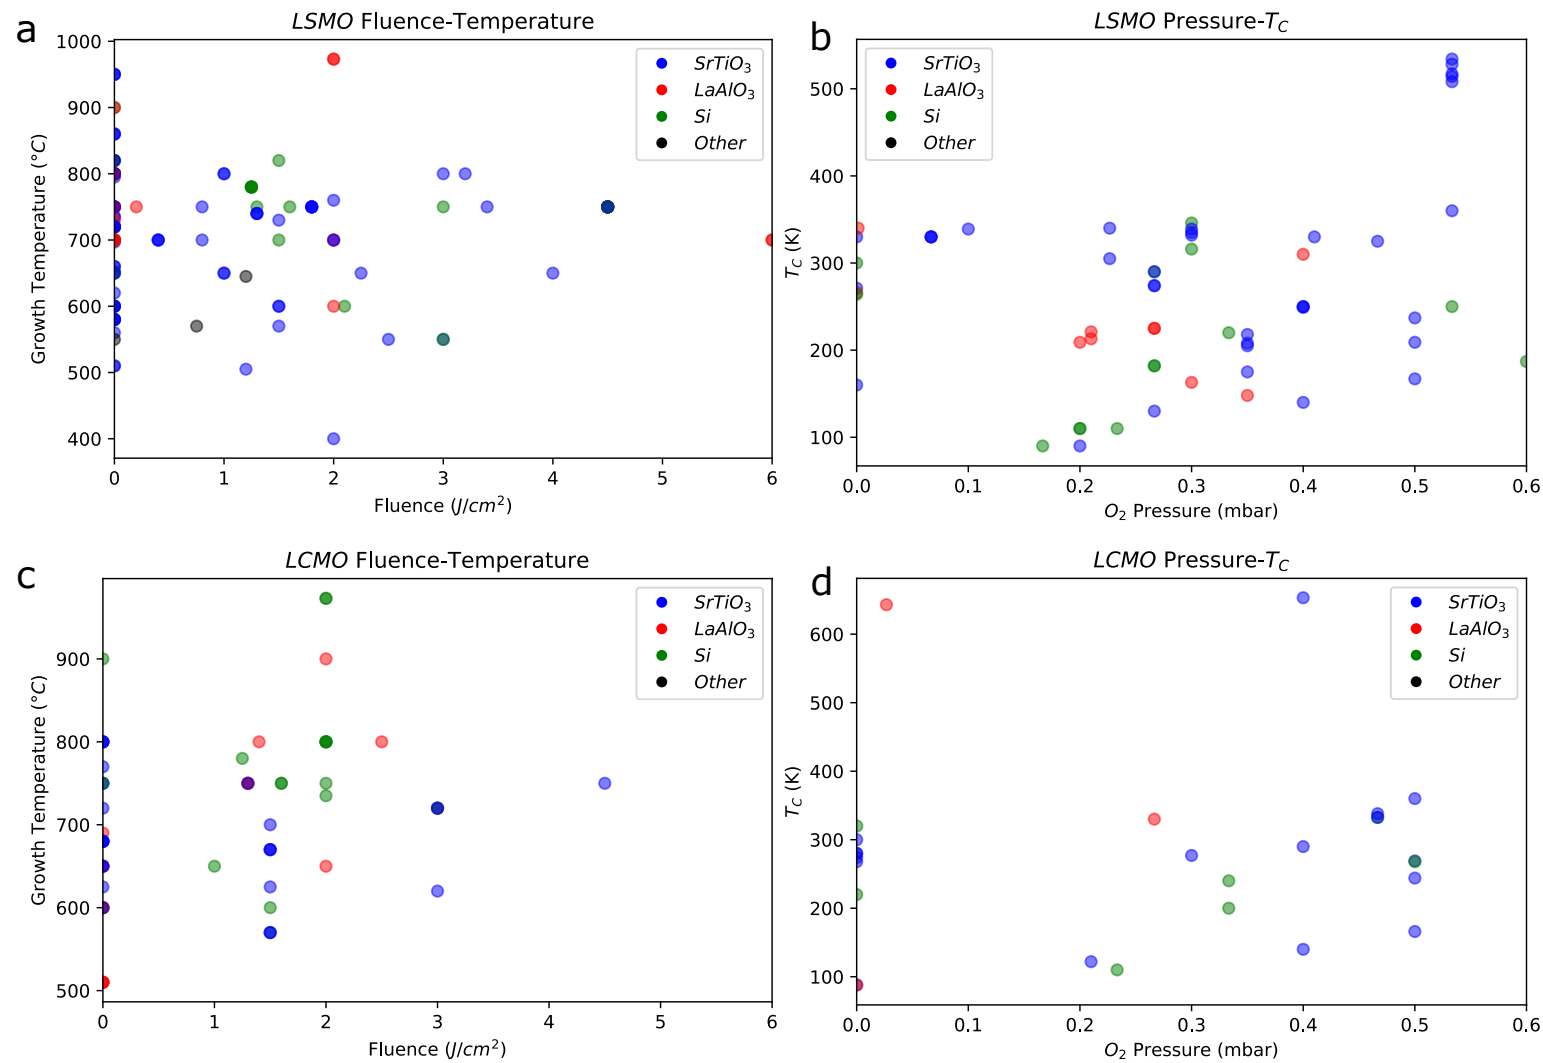 a
LSMO Fluence-Temperature
SrTiO3
LaAlO3
Si
Other
1000
900
800
700
600
500
400
Growth Temperature (°C)
0 1 2 3 4 5 6
Fluence (J/cm²)
b
LSMO Pressure-TC
SrTiO3
LaAlO3
Si
Other
500
400
300
200
100
TC (K)
0.0 0.1 0.2 0.3 0.4 0.5 0.6
O2 Pressure (mbar)
c
LCMO Fluence-Temperature
SrTiO3
LaAlO3
Si
Other
900
800
700
600
500
Growth Temperature (°C)
0 1 2 3 4 5 6
Fluence (J/cm²)
d
LCMO Pressure-TC
SrTiO3
LaAlO3
Si
Other
600
500
400
300
200
100
TC (K)
0.0 0.1 0.2 0.3 0.4 0.5 0.6
O2 Pressure (mbar)